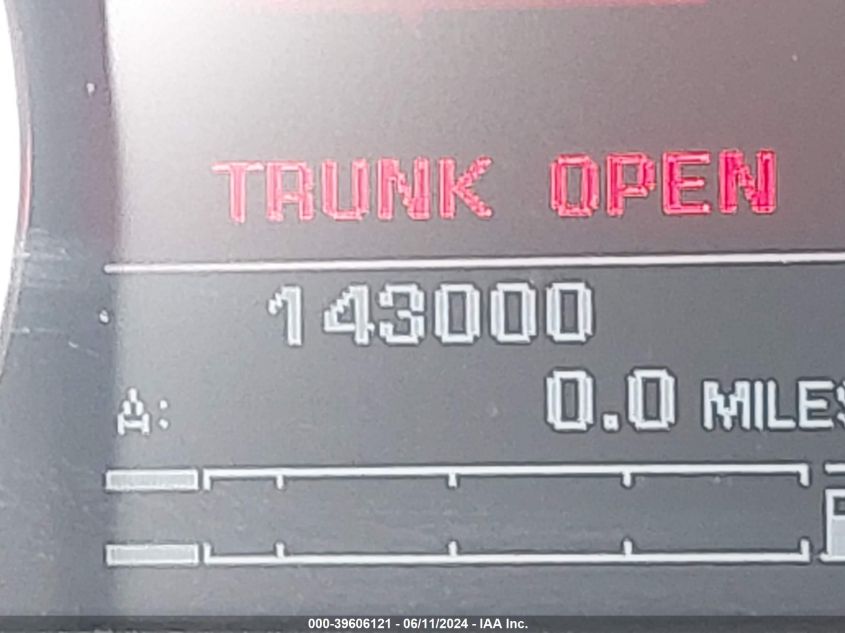 TRUNK OPEN
143000
A: 0.0 MILES
000-39606121 - 06/11/2024 - IAA Inc.